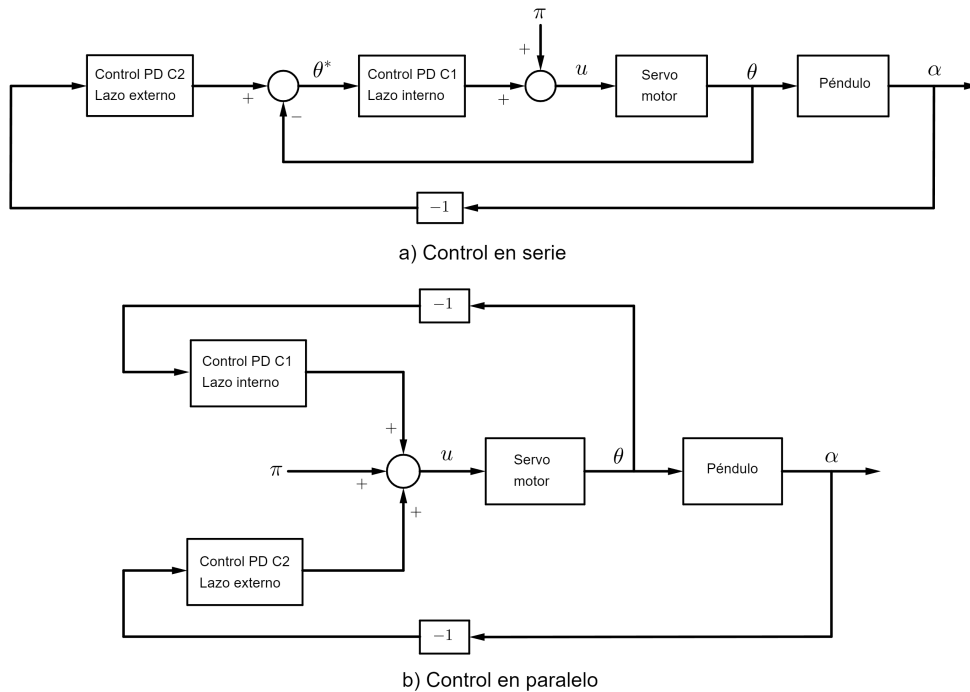 π
+
Control PD C2
Lazo externo
+
−
θ*
Control PD C1
Lazo interno
+
u
Servo
motor
θ
Péndulo
α
−1
a) Control en serie
−1
Control PD C1
Lazo interno
+
π
+
u
Servo
motor
θ
Péndulo
α
+
Control PD C2
Lazo externo
−1
b) Control en paralelo